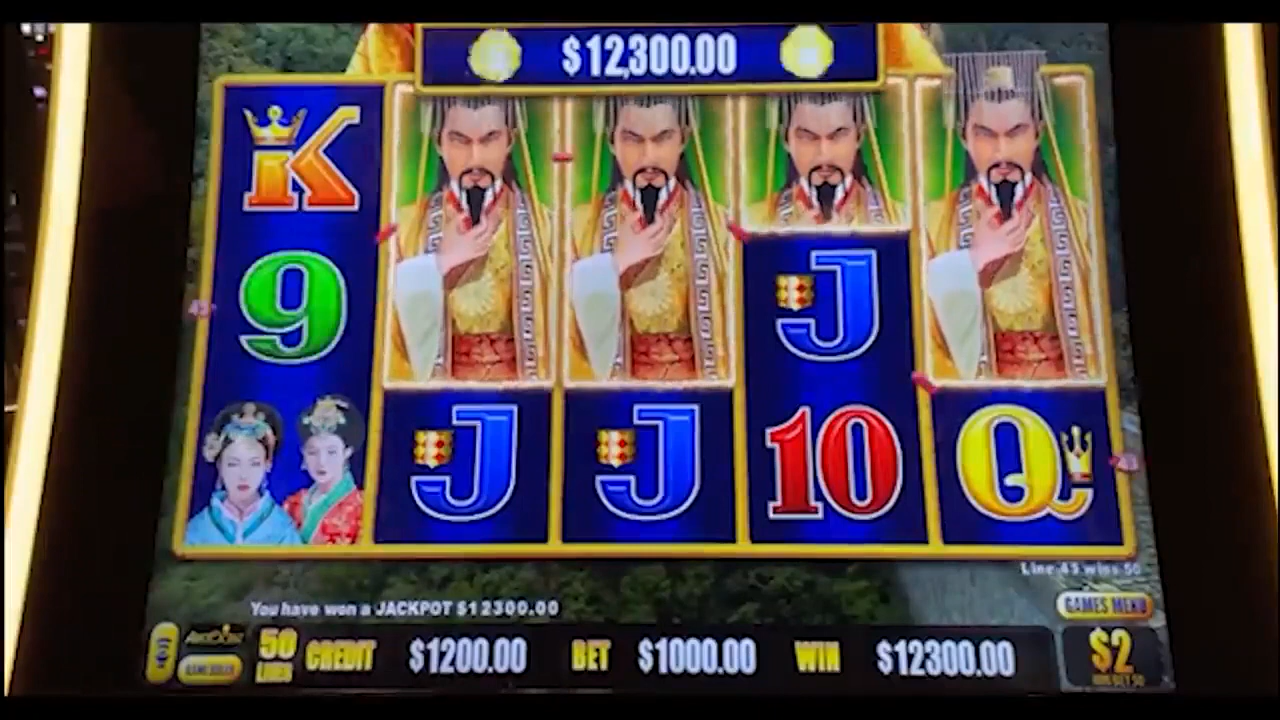 $12,300.00
K
9
J
J
J
10
Q
Line 43 wins 50
You have won a JACKPOT $12300.00
GAMES MENU
50 LINES CREDIT $1200.00 BET $1000.00 WIN $12300.00 $2